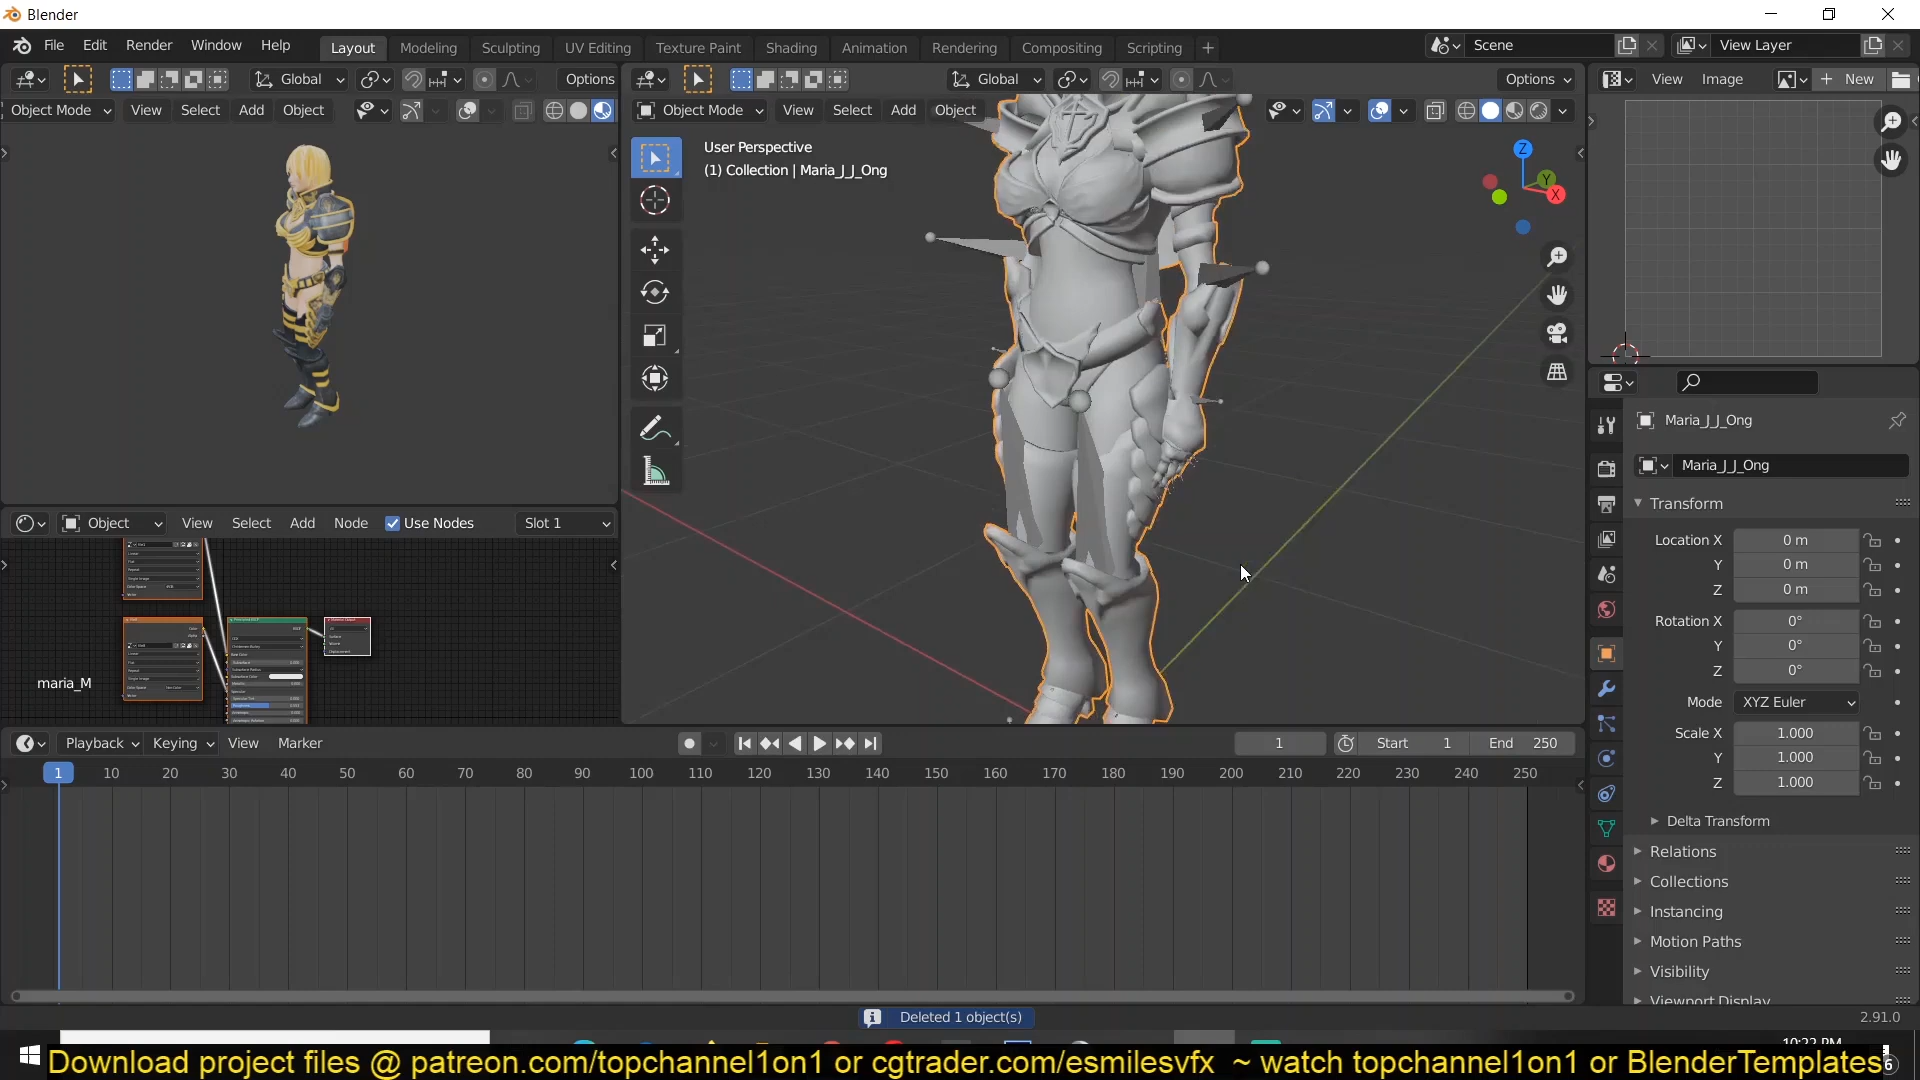 Blender
File Edit Render Window Help Layout Modeling Sculpting UV Editing Texture Paint Shading Animation Rendering Compositing Scripting + Scene View Layer
Global Options Global Options View Image New
Object Mode View Select Add Object Object Mode View Select Add Object
User Perspective
(1) Collection | Maria_J_J_Ong
Z
Y
X
Maria_J_J_Ong
Maria_J_J_Ong
Transform
Location X 0 m
Y 0 m
Z 0 m
Rotation X 0°
Y 0°
Z 0°
Mode XYZ Euler
Scale X 1.000
Y 1.000
Z 1.000
Delta Transform
Relations
Collections
Instancing
Motion Paths
Visibility
Viewport Display
Object View Select Add Node Use Nodes Slot 1
maria_M
Playback Keying View Marker 1 Start 1 End 250
1 10 20 30 40 50 60 70 80 90 100 110 120 130 140 150 160 170 180 190 200 210 220 230 240 250
Deleted 1 object(s)
2.91.0
10:22 PM
Download project files @ patreon.com/topchannel1on1 or cgtrader.com/esmilesvfx ~ watch topchannel1on1 or BlenderTemplates
6